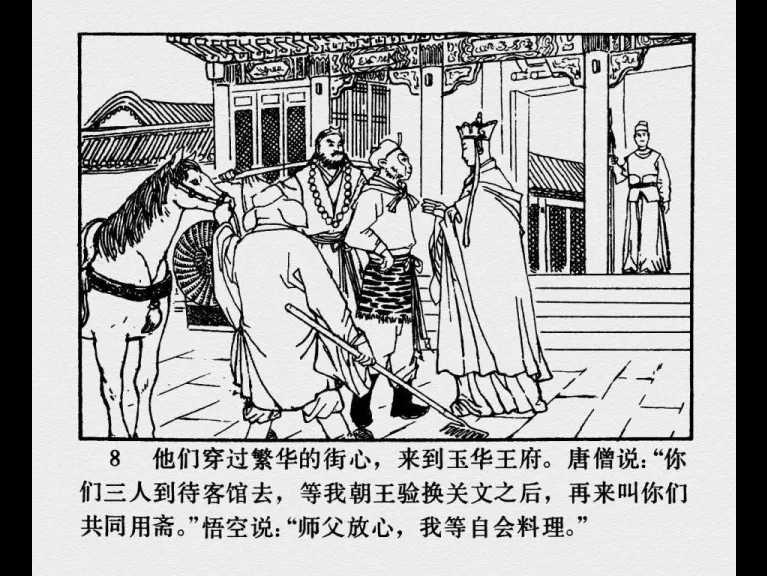 8 他们穿过繁华的街心，来到玉华王府。唐僧说：“你
们三人到待客馆去，等我朝王验换关文之后，再来叫你们
共同用斋。”悟空说：“师父放心，我等自会料理。”